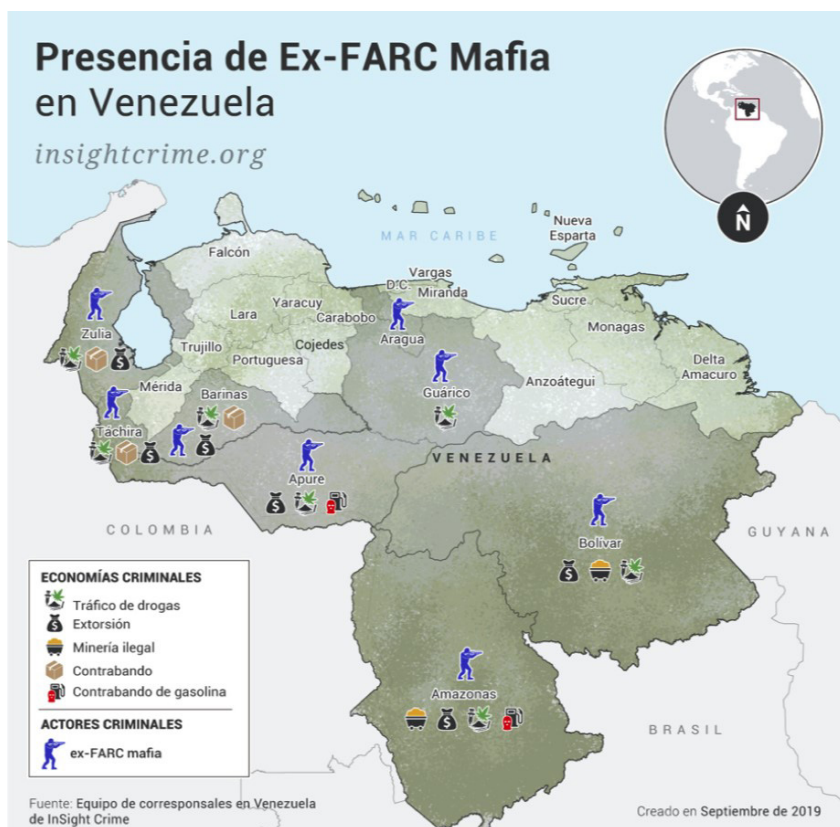 Presencia de Ex-FARC Mafia
en Venezuela
insightcrime.org
N
MAR CARIBE
Nueva
Esparta
Falcón
Vargas
D.C.
Miranda
Sucre
Yaracuy
Lara
Carabobo
Aragua
Monagas
Zulia
Trujillo
Cojedes
Portuguesa
Delta
Amacuro
Mérida
Barinas
Guárico
Anzoátegui
Táchira
VENEZUELA
Apure
COLOMBIA
Bolívar
GUYANA
Amazonas
BRASIL
ECONOMÍAS CRIMINALES
Tráfico de drogas
Extorsión
Minería ilegal
Contrabando
Contrabando de gasolina
ACTORES CRIMINALES
ex-FARC mafia
Fuente: Equipo de corresponsales en Venezuela
de InSight Crime
Creado en Septiembre de 2019